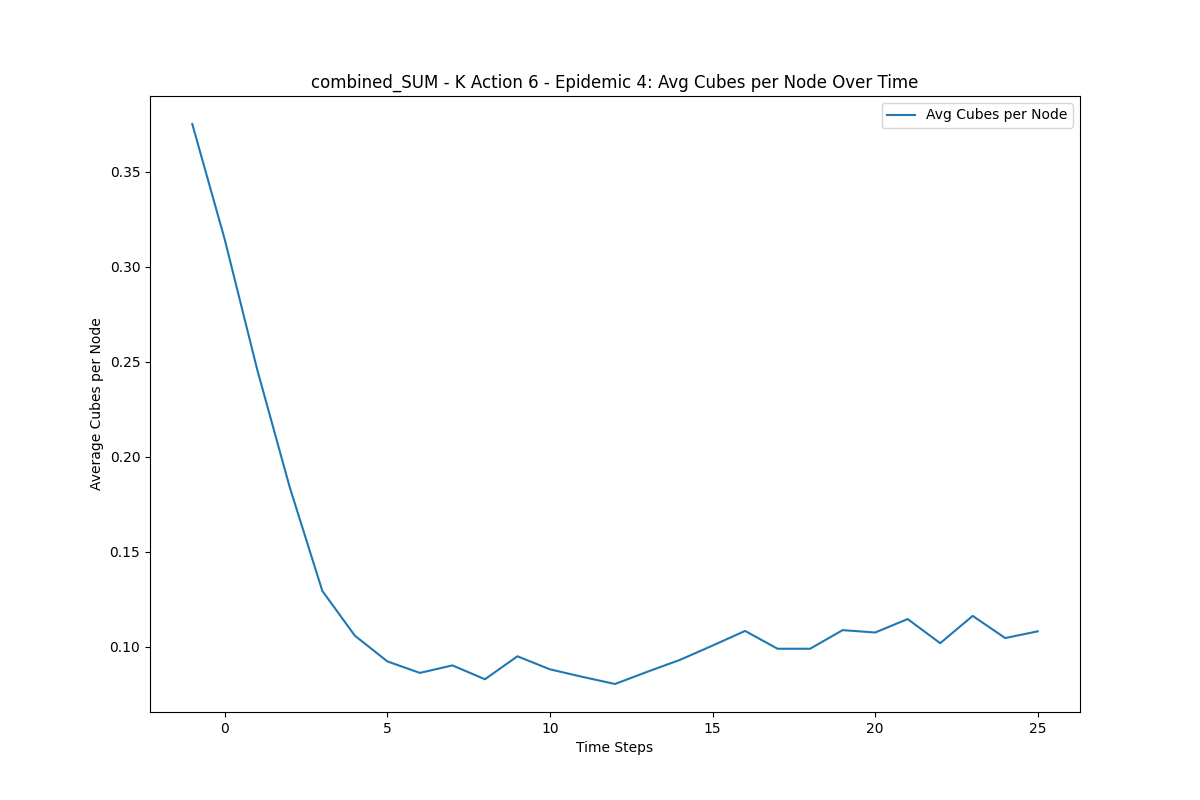 combined_SUM - K Action 6 - Epidemic 4: Avg Cubes per Node Over Time
Avg Cubes per Node
0.35
0.30
0.25
0.20
0.15
0.10
Average Cubes per Node
0 5 10 15 20 25
Time Steps